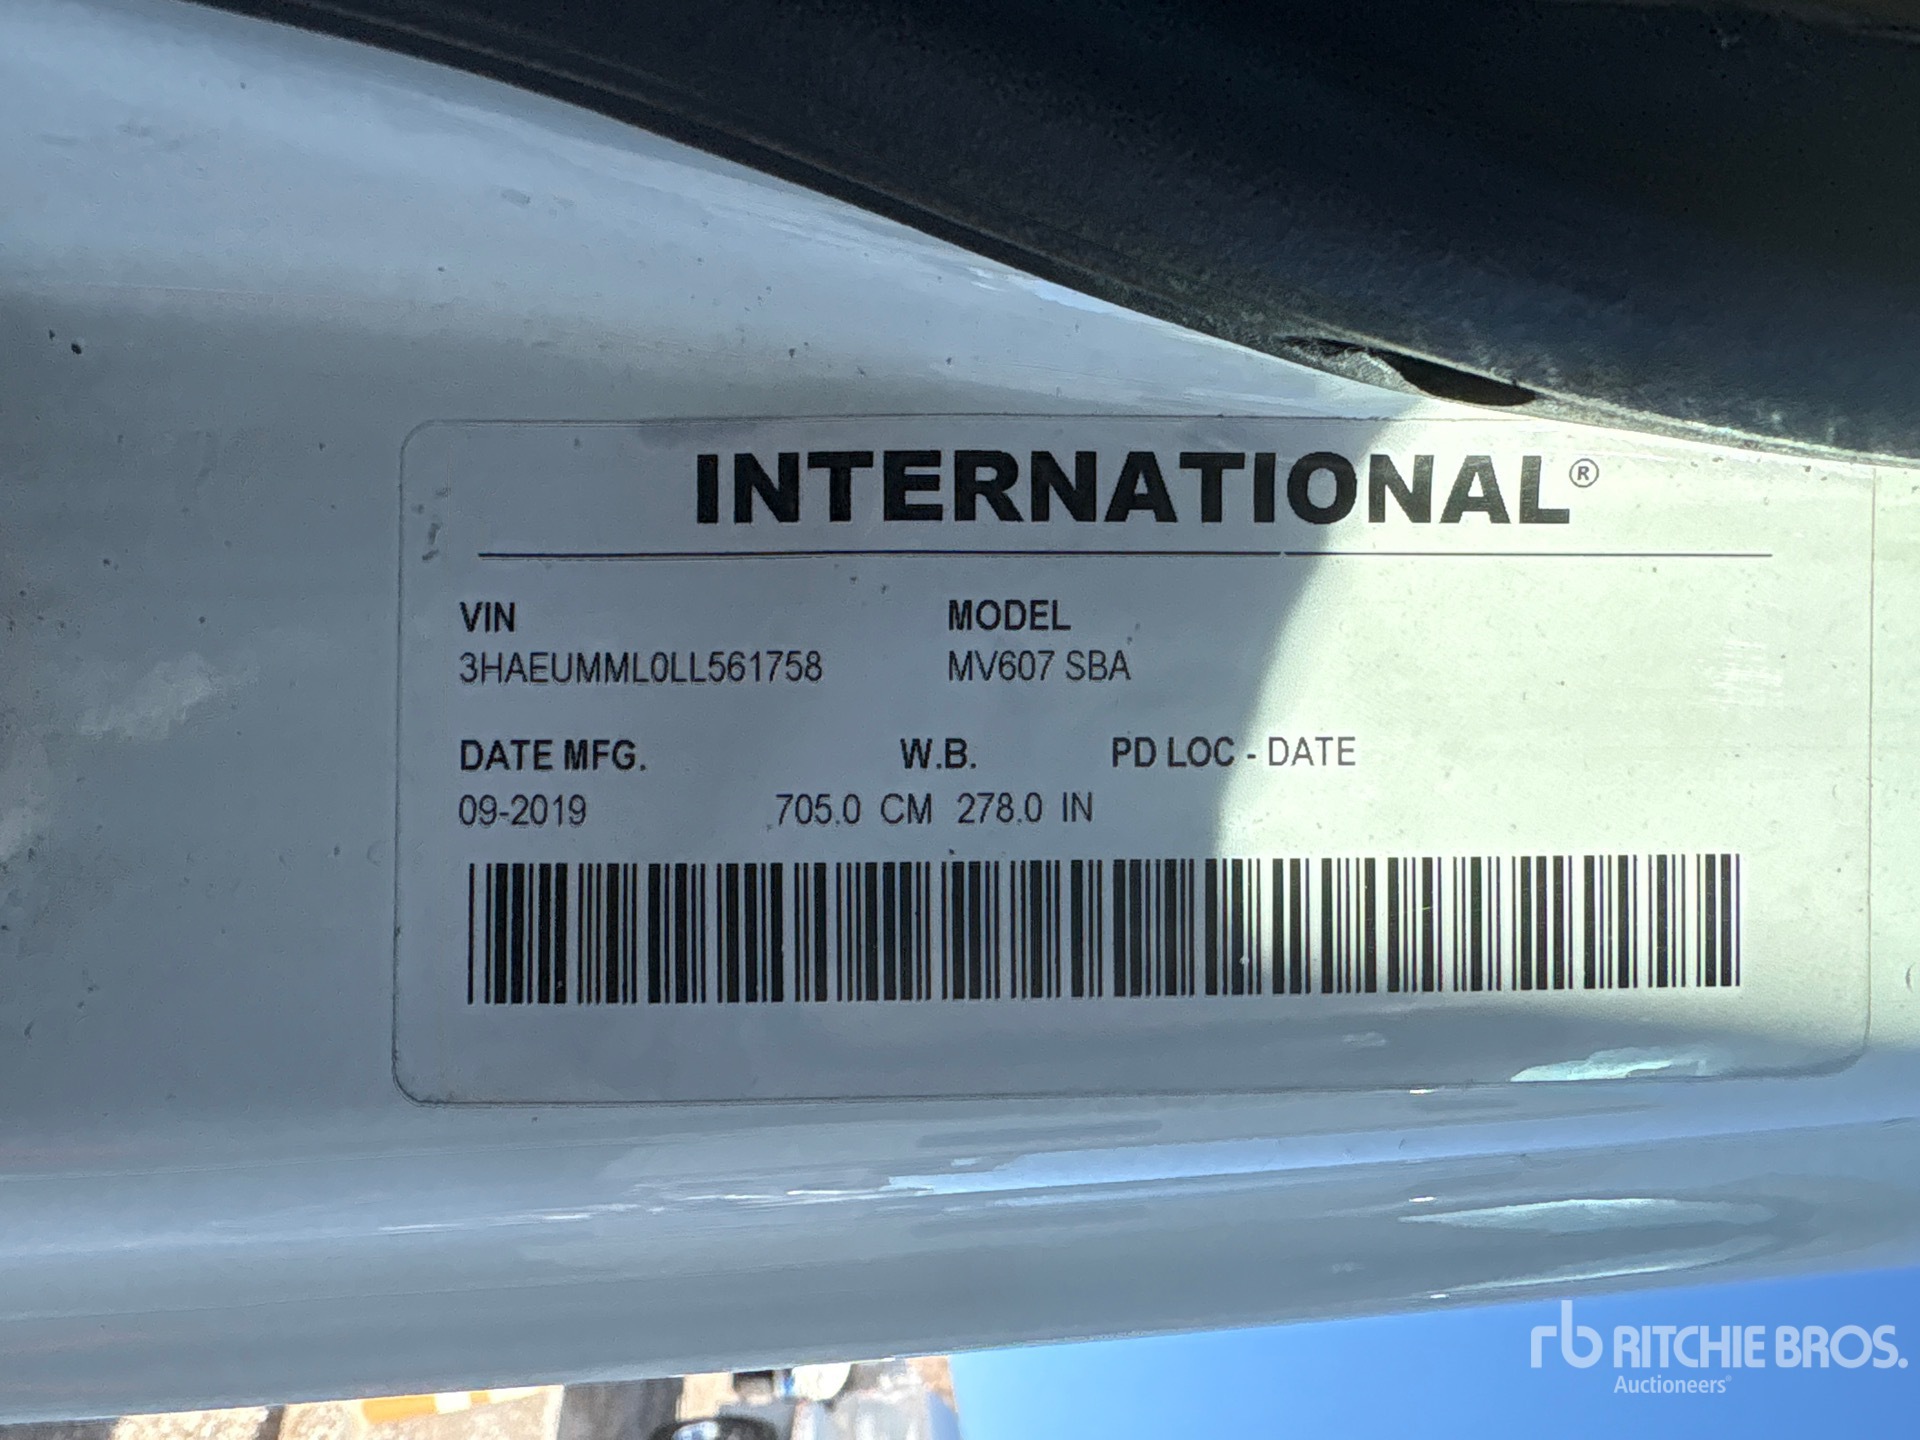 INTERNATIONAL®
VIN MODEL
3HAEUMML0LL561758 MV607 SBA
DATE MFG. W.B. PD LOC - DATE
09-2019 705.0 CM 278.0 IN
rb RITCHIE BROS.
Auctioneers®